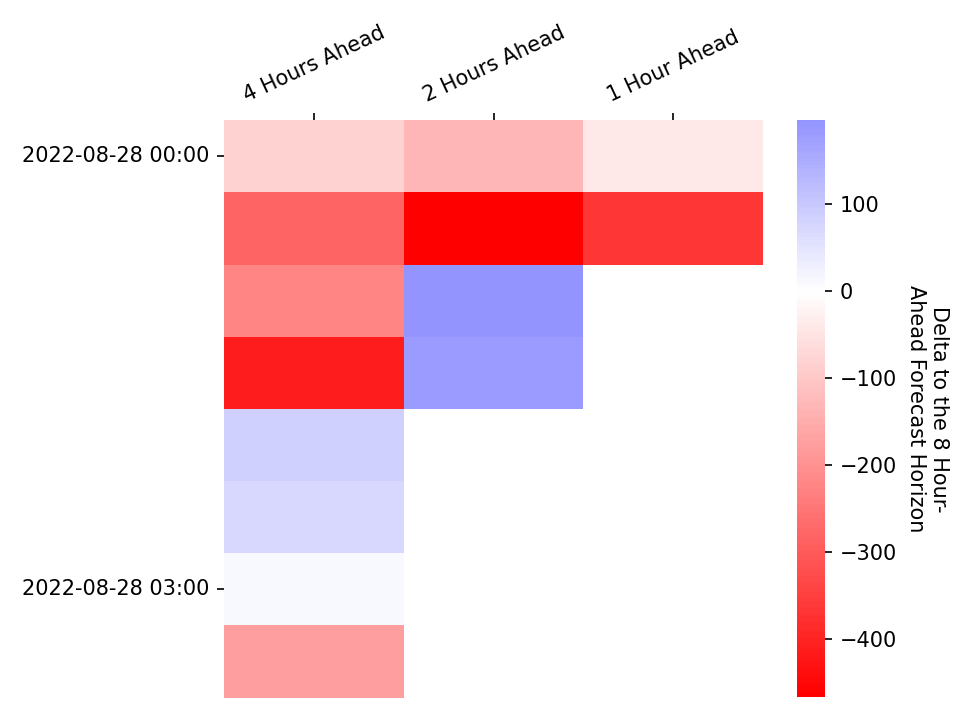 4 Hours Ahead
2 Hours Ahead
1 Hour Ahead
2022-08-28 00:00
2022-08-28 03:00
100
0
−100
−200
−300
−400
Delta to the 8 Hour-
Ahead Forecast Horizon